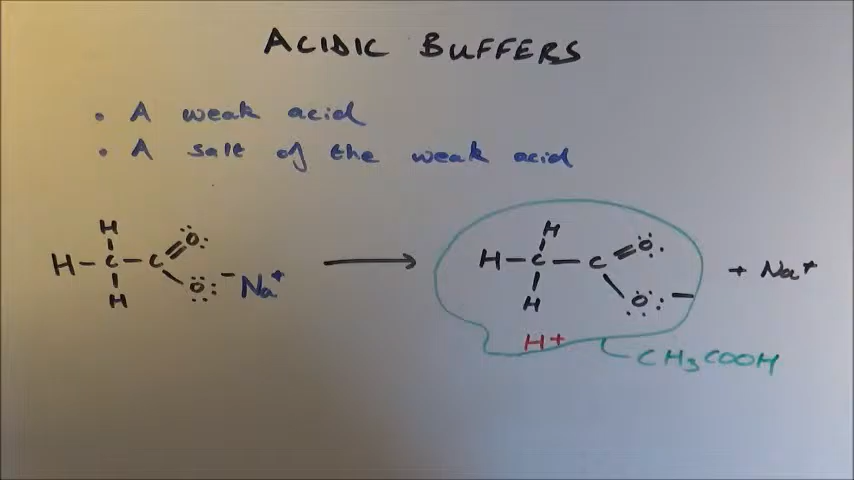 ACIDIC BUFFERS
• A weak acid
• A salt of the weak acid
H H
H - C - C = O H - C - C = O + Na+
O:- Na+ O: -
H H
H+
CH3COOH